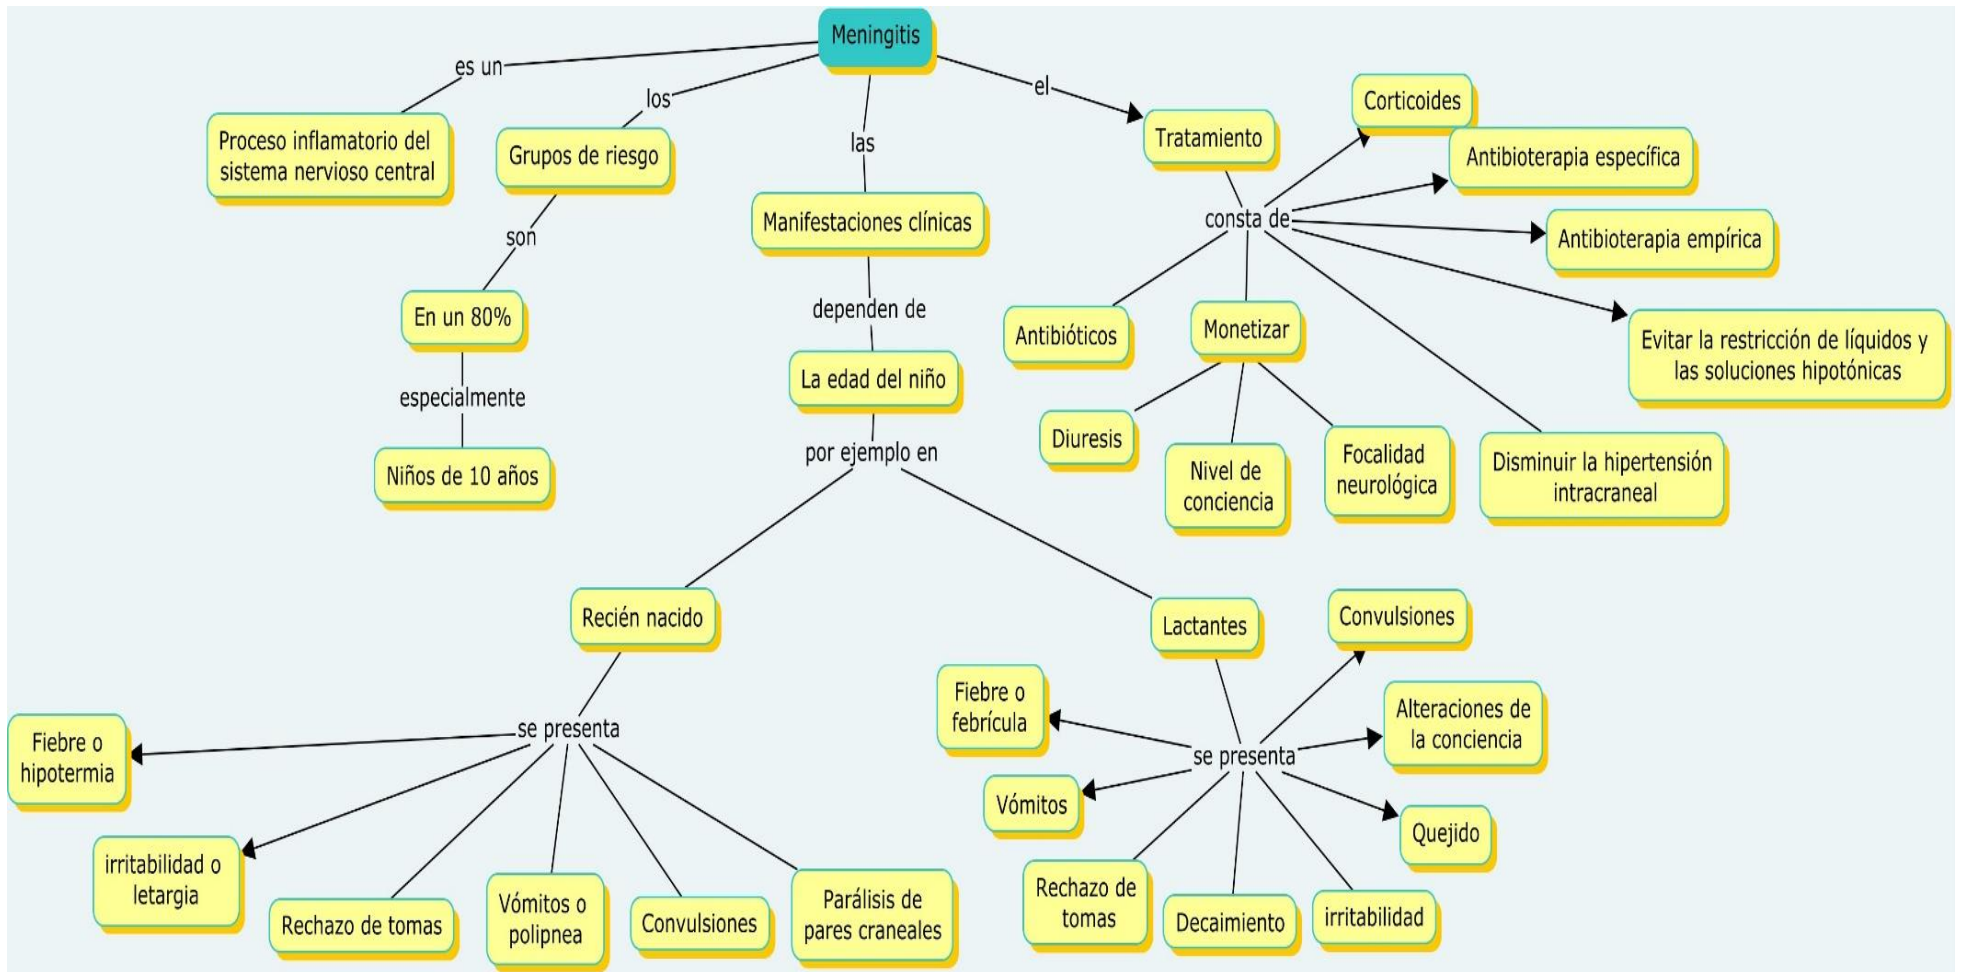 Meningitis
es un
Proceso inflamatorio del
sistema nervioso central
los
Grupos de riesgo
son
En un 80%
especialmente
Niños de 10 años
las
Manifestaciones clínicas
dependen de
La edad del niño
por ejemplo en
Recién nacido
se presenta
Fiebre o
hipotermia
irritabilidad o
letargia
Rechazo de tomas
Vómitos o
polipnea
Convulsiones
Parálisis de
pares craneales
Lactantes
se presenta
Fiebre o
febrícula
Vómitos
Rechazo de
tomas
Decaimiento
irritabilidad
Quejido
Alteraciones de
la conciencia
Convulsiones
el
Tratamiento
consta de
Corticoides
Antibioterapia específica
Antibioterapia empírica
Evitar la restricción de líquidos y
las soluciones hipotónicas
Disminuir la hipertensión
intracraneal
Monetizar
Diuresis
Nivel de
conciencia
Focalidad
neurológica
Antibióticos